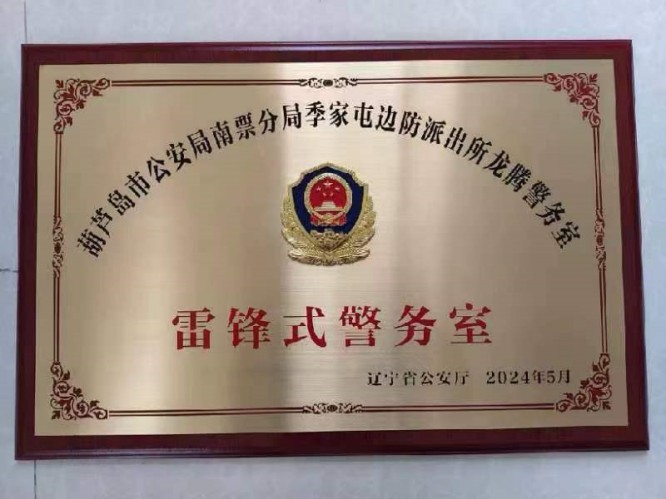 葫芦岛市公安局南票分局季家屯边防派出所龙腾警务室
雷锋式警务室
辽宁省公安厅 2024年5月